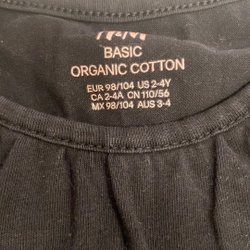 H&M
BASIC
ORGANIC COTTON
EUR 98/104 US 2-4Y
CA 2-4A CN 110/56
MX 98/104 AUS 3-4